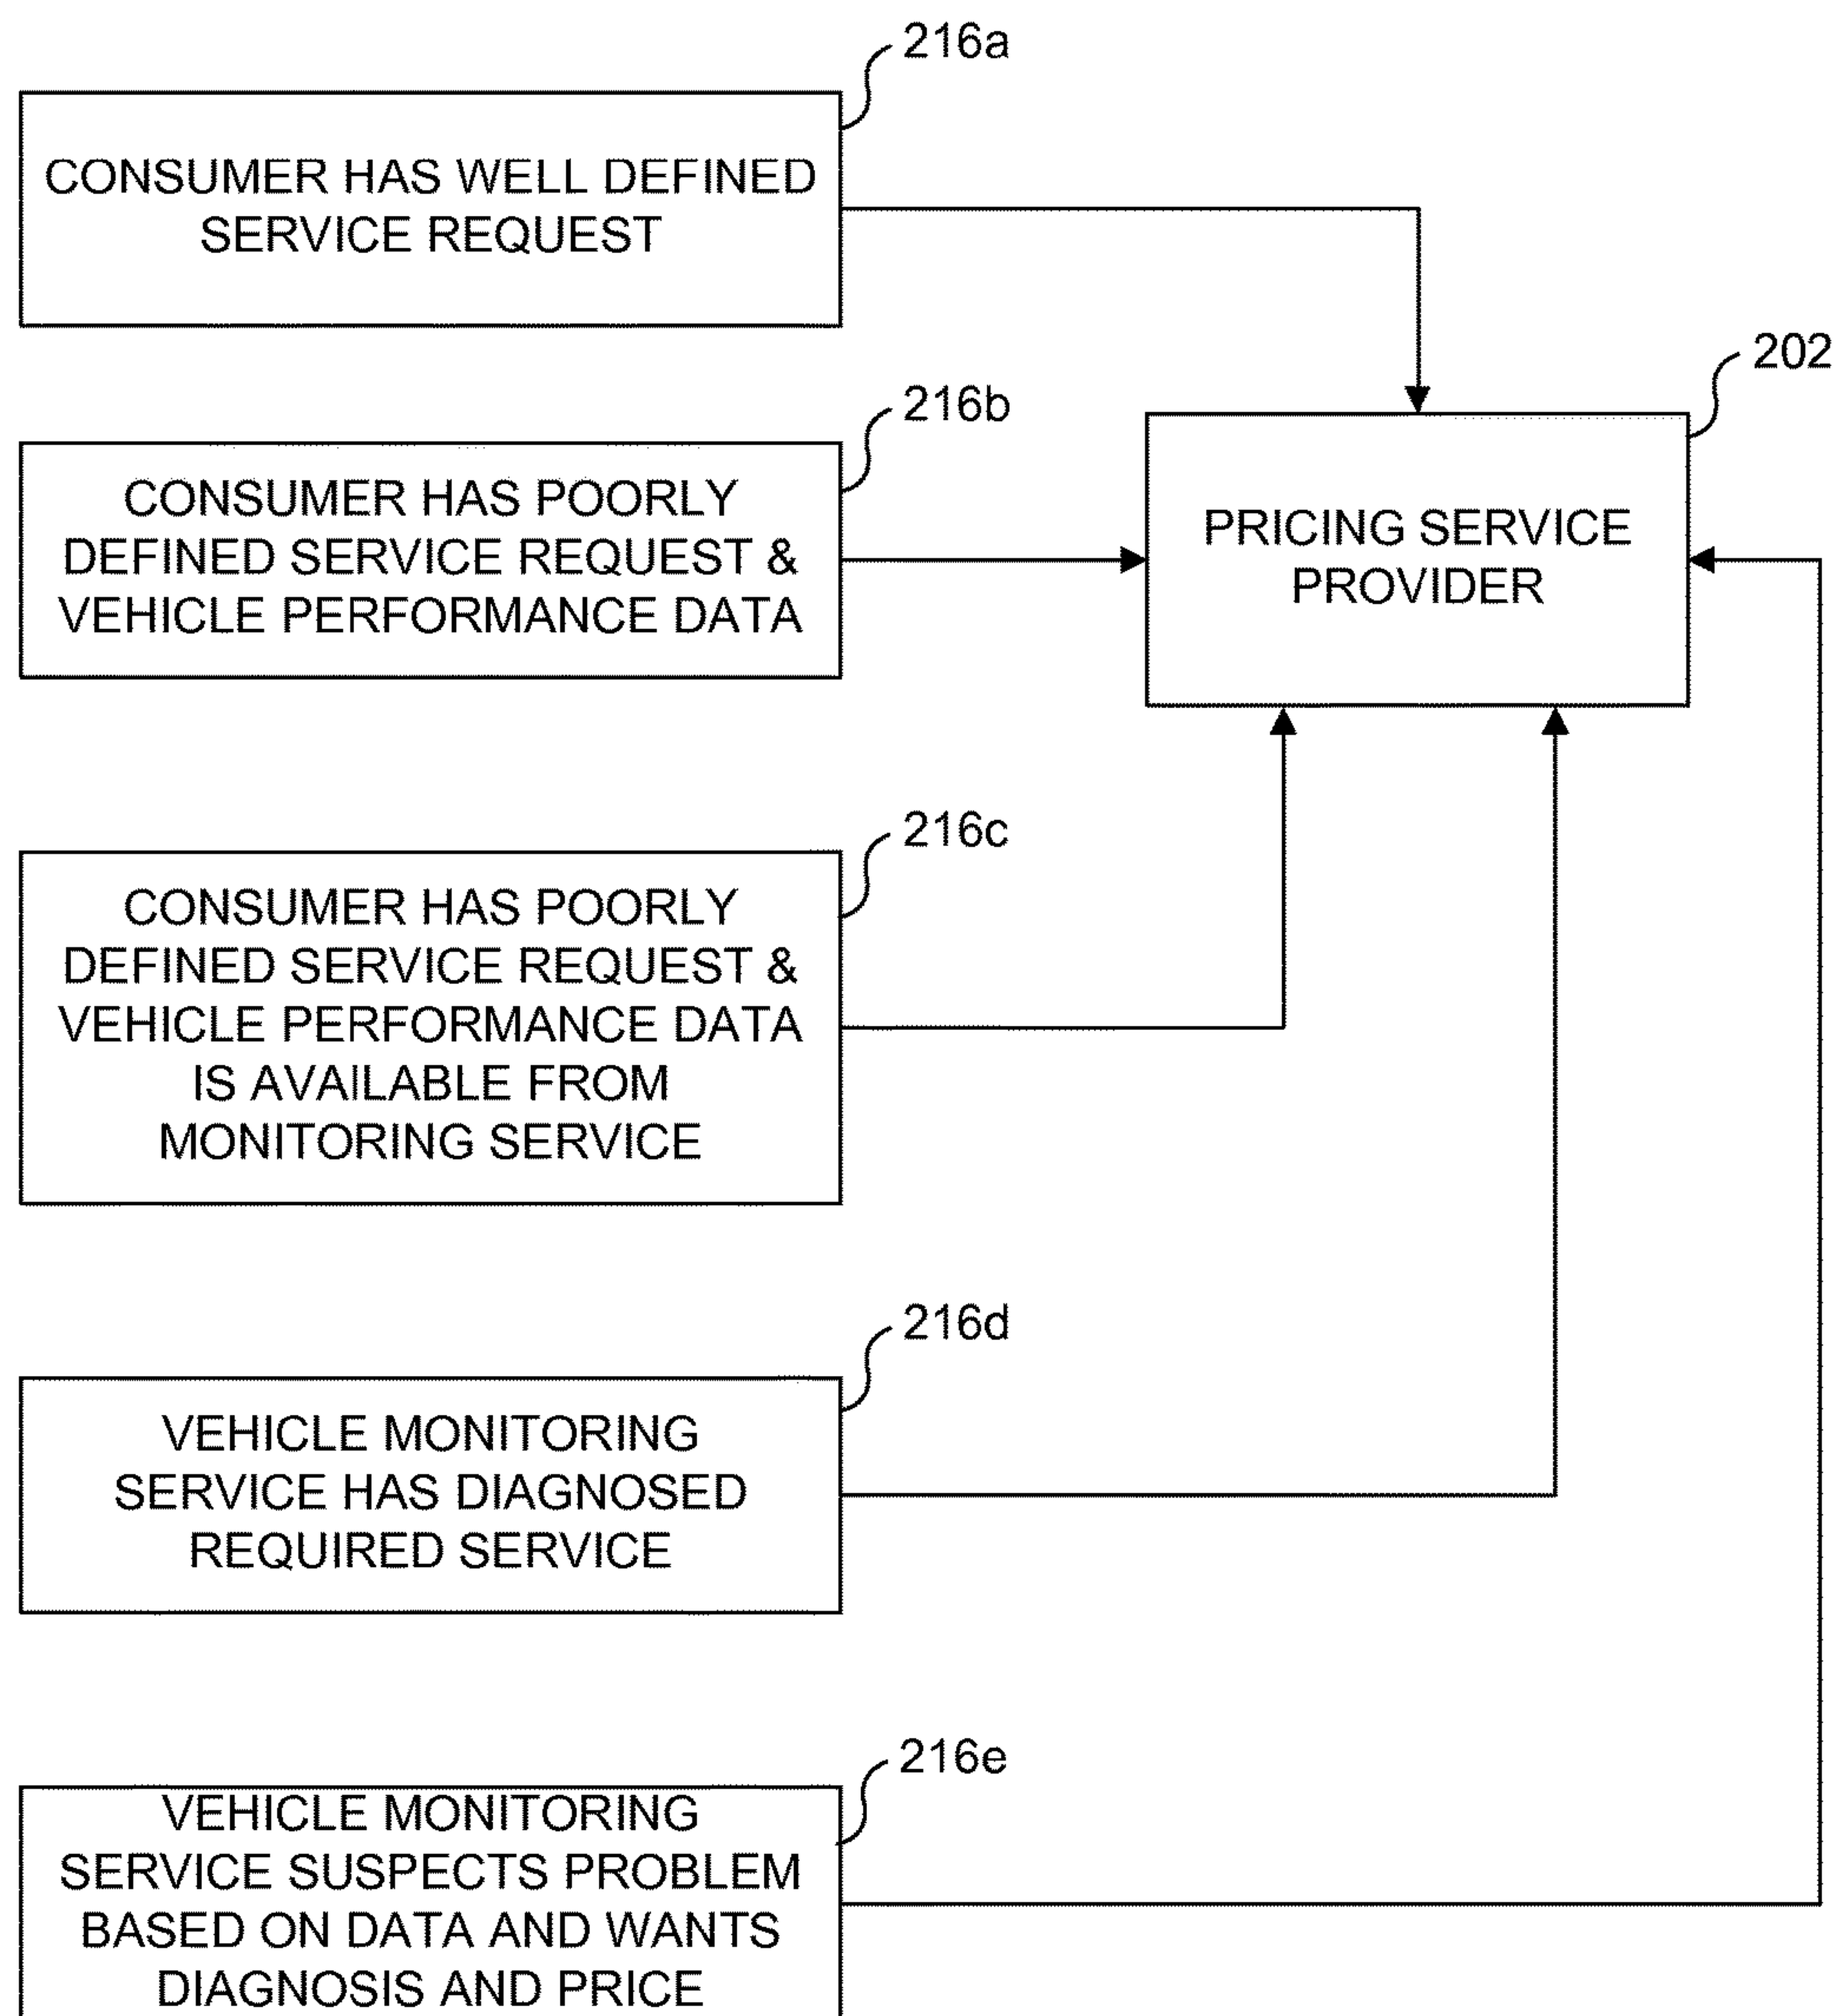 216a
CONSUMER HAS WELL DEFINED
SERVICE REQUEST
202
216b
CONSUMER HAS POORLY
DEFINED SERVICE REQUEST &
VEHICLE PERFORMANCE DATA
PRICING SERVICE
PROVIDER
216c
CONSUMER HAS POORLY
DEFINED SERVICE REQUEST &
VEHICLE PERFORMANCE DATA
IS AVAILABLE FROM
MONITORING SERVICE
216d
VEHICLE MONITORING
SERVICE HAS DIAGNOSED
REQUIRED SERVICE
216e
VEHICLE MONITORING
SERVICE SUSPECTS PROBLEM
BASED ON DATA AND WANTS
DIAGNOSIS AND PRICE